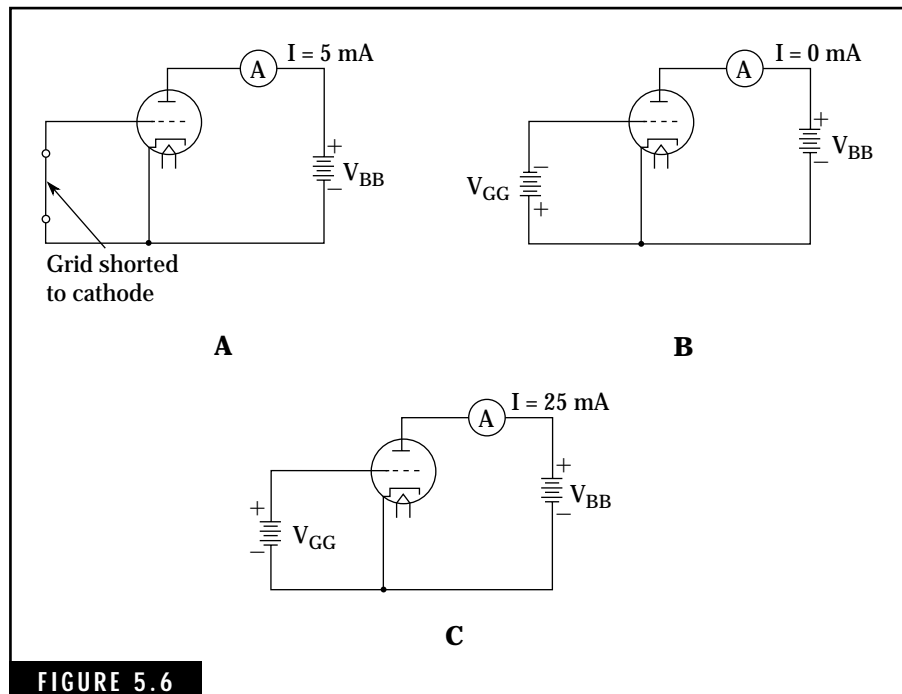 I = 5 mA
A
+
V_BB
−
Grid shorted
to cathode
A
I = 0 mA
A
−
V_GG
+
+
V_BB
−
B
I = 25 mA
A
+
V_GG
−
+
V_BB
−
C
FIGURE 5.6